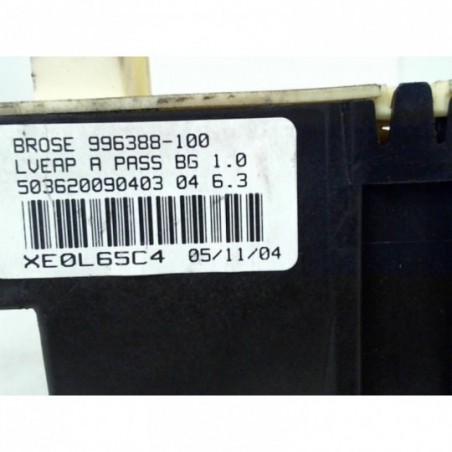 BROSE 996388-100
LVEAP A PASS BG 1.0
503620090403 04 6.3
XE0L65C4 05/11/04